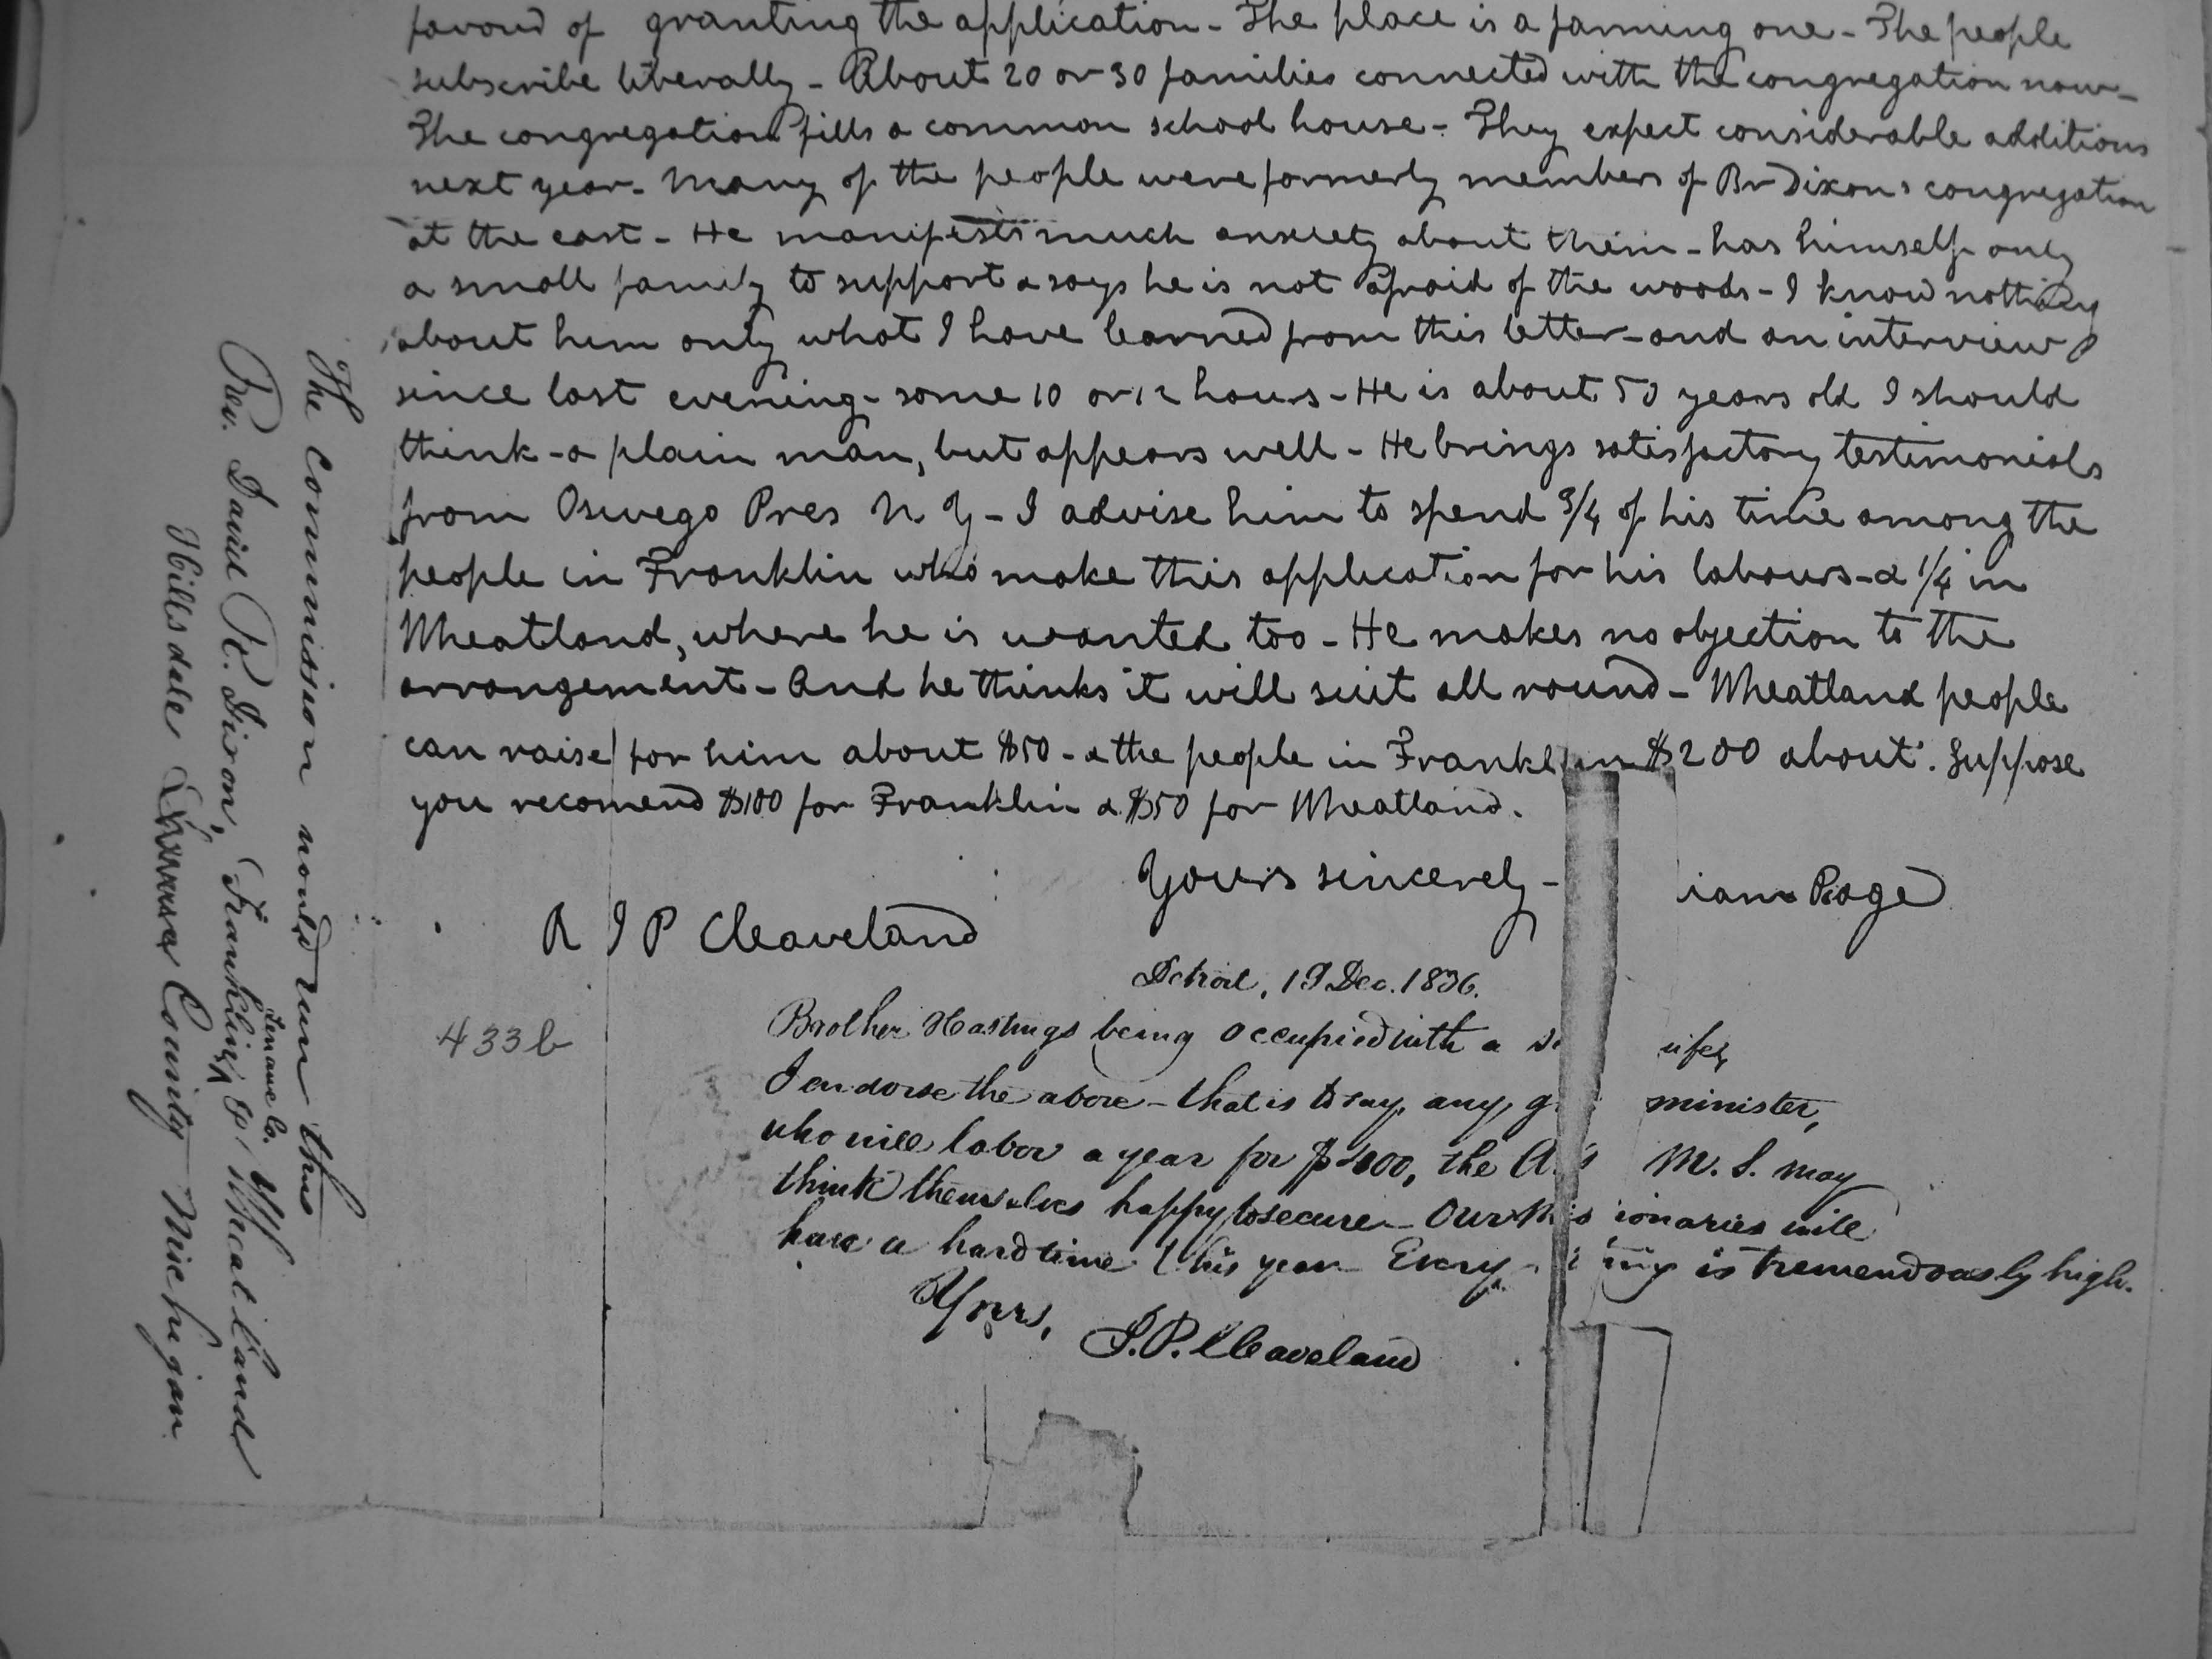 favour of granting the application - The place is a farming one - The people
subscribe liberally - About 20 or 30 families connected with the congregation now -
The congregation fills a common school house - They expect considerable additions
next year - Many of the people were formerly members of Br Dixons congregation
at the east - He manifests much anxiety about them - has himself only
a small family to support & says he is not afraid of the woods - I know nothing
about him only what I have learned from this letter - and an interview
since last evening - some 10 or 12 hours - He is about 50 years old I should
think - a plain man, but appears well - He brings satisfactory testimonials
from Oswego Pres N Y - I advise him to spend 3/4 of his time among the
people in Franklin who make this application for his labours - & 1/4 in
Wheatland, where he is wanted too - He makes no objection to the
arrangement - And he thinks it will suit all round - Wheatland people
can raise for him about $50 - & the people in Franklin $200 about. Suppose
you recomend $100 for Franklin & $50 for Wheatland.
Yours sincerely - iam Page
R J P Cleaveland
Detroit, 19 Dec. 1836.
433b
Brother Hastings being occupied with a ife,
I endorse the above - that is to say, any g minister,
who will labor a year for $400, the A. M. S. may
think themselves happy to secure - Our Missionaries will
have a hard time this year - Every thing is tremendously high.
Yours,
J. P. Cleaveland
The Commission would run thus
Rev. David R. Dixon, Franklin, Lenawe Co. & Wheatland
Hillsdale County Michigan